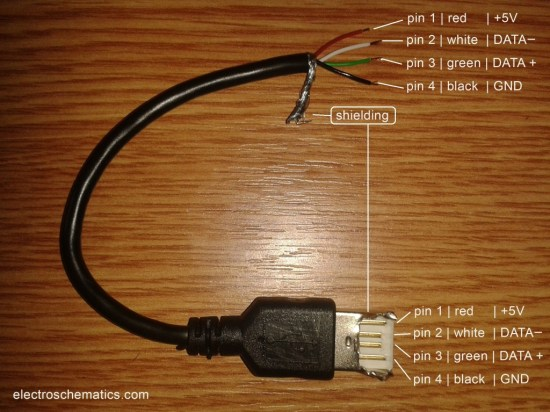 pin 1 | red | +5V
pin 2 | white | DATA−
pin 3 | green | DATA +
pin 4 | black | GND
shielding
pin 1 | red | +5V
pin 2 | white | DATA−
pin 3 | green | DATA +
pin 4 | black | GND
electroschematics.com